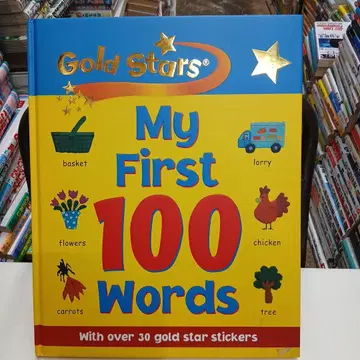 Gold Stars®
My
First
100
Words
basket
lorry
flowers
chicken
carrots
tree
With over 30 gold star stickers